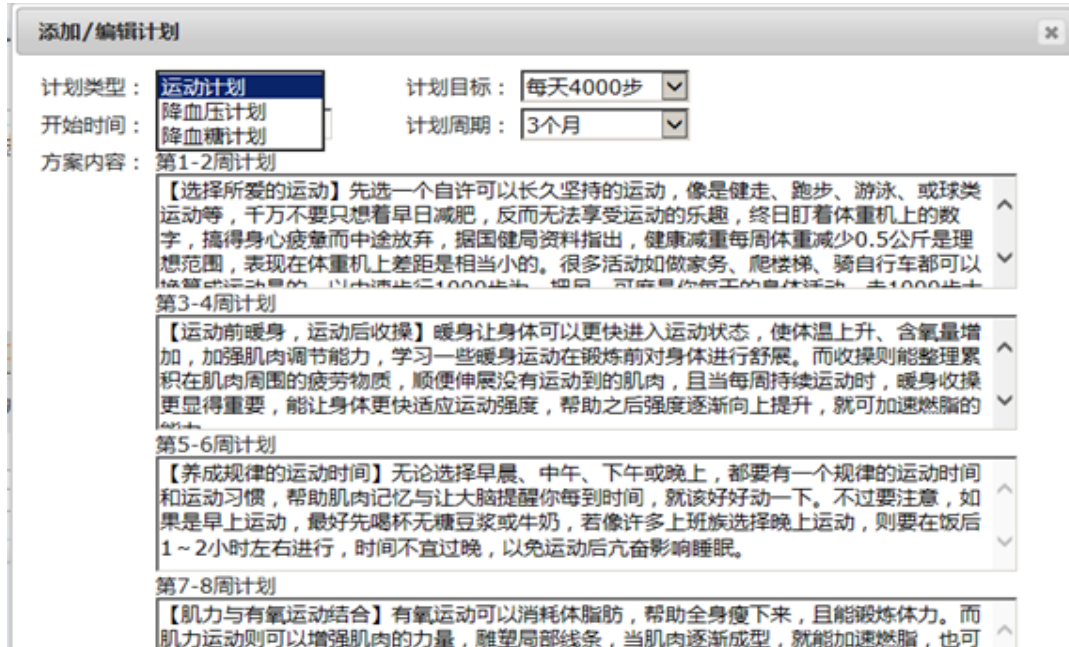 添加/编辑计划
计划类型： 运动计划 计划目标： 每天4000步
降血压计划
开始时间： 计划周期： 3个月
降血糖计划
方案内容： 第1-2周计划
【选择所爱的运动】先选一个自许可以长久坚持的运动，像是健走、跑步、游泳、或球类
运动等，千万不要只想着早日减肥，反而无法享受运动的乐趣，终日盯着体重机上的数
字，搞得身心疲惫而中途放弃，据国健局资料指出，健康减重每周体重减少0.5公斤是理
想范围，表现在体重机上差距是相当小的。很多活动如做家务、爬楼梯、骑自行车都可以
第3-4周计划
【运动前暖身，运动后收操】暖身让身体可以更快进入运动状态，使体温上升、含氧量增
加，加强肌肉调节能力，学习一些暖身运动在锻炼前对身体进行舒展。而收操则能整理累
积在肌肉周围的疲劳物质，顺便伸展没有运动到的肌肉，且当每周持续运动时，暖身收操
更显得重要，能让身体更快适应运动强度，帮助之后强度逐渐向上提升，就可加速燃脂的
第5-6周计划
【养成规律的运动时间】无论选择早晨、中午、下午或晚上，都要有一个规律的运动时间
和运动习惯，帮助肌肉记忆与让大脑提醒你每到时间，就该好好动一下。不过要注意，如
果是早上运动，最好先喝杯无糖豆浆或牛奶，若像许多上班族选择晚上运动，则要在饭后
1～2小时左右进行，时间不宜过晚，以免运动后亢奋影响睡眠。
第7-8周计划
【肌力与有氧运动结合】有氧运动可以消耗体脂肪，帮助全身瘦下来，且能锻炼体力。而
肌力运动则可以增强肌肉的力量，雕塑局部线条，当肌肉逐渐成型，就能加速燃脂，也可